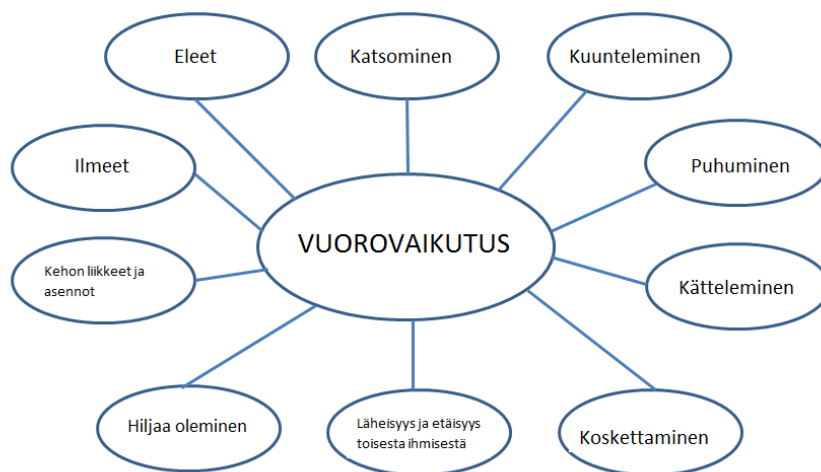 Eleet
Katsominen
Kuunteleminen
Ilmeet
Puhuminen
VUOROVAIKUTUS
Kehon liikkeet ja
asennot
Kätteleminen
Hiljaa oleminen
Läheisyys ja etäisyys
toisesta ihmisestä
Koskettaminen